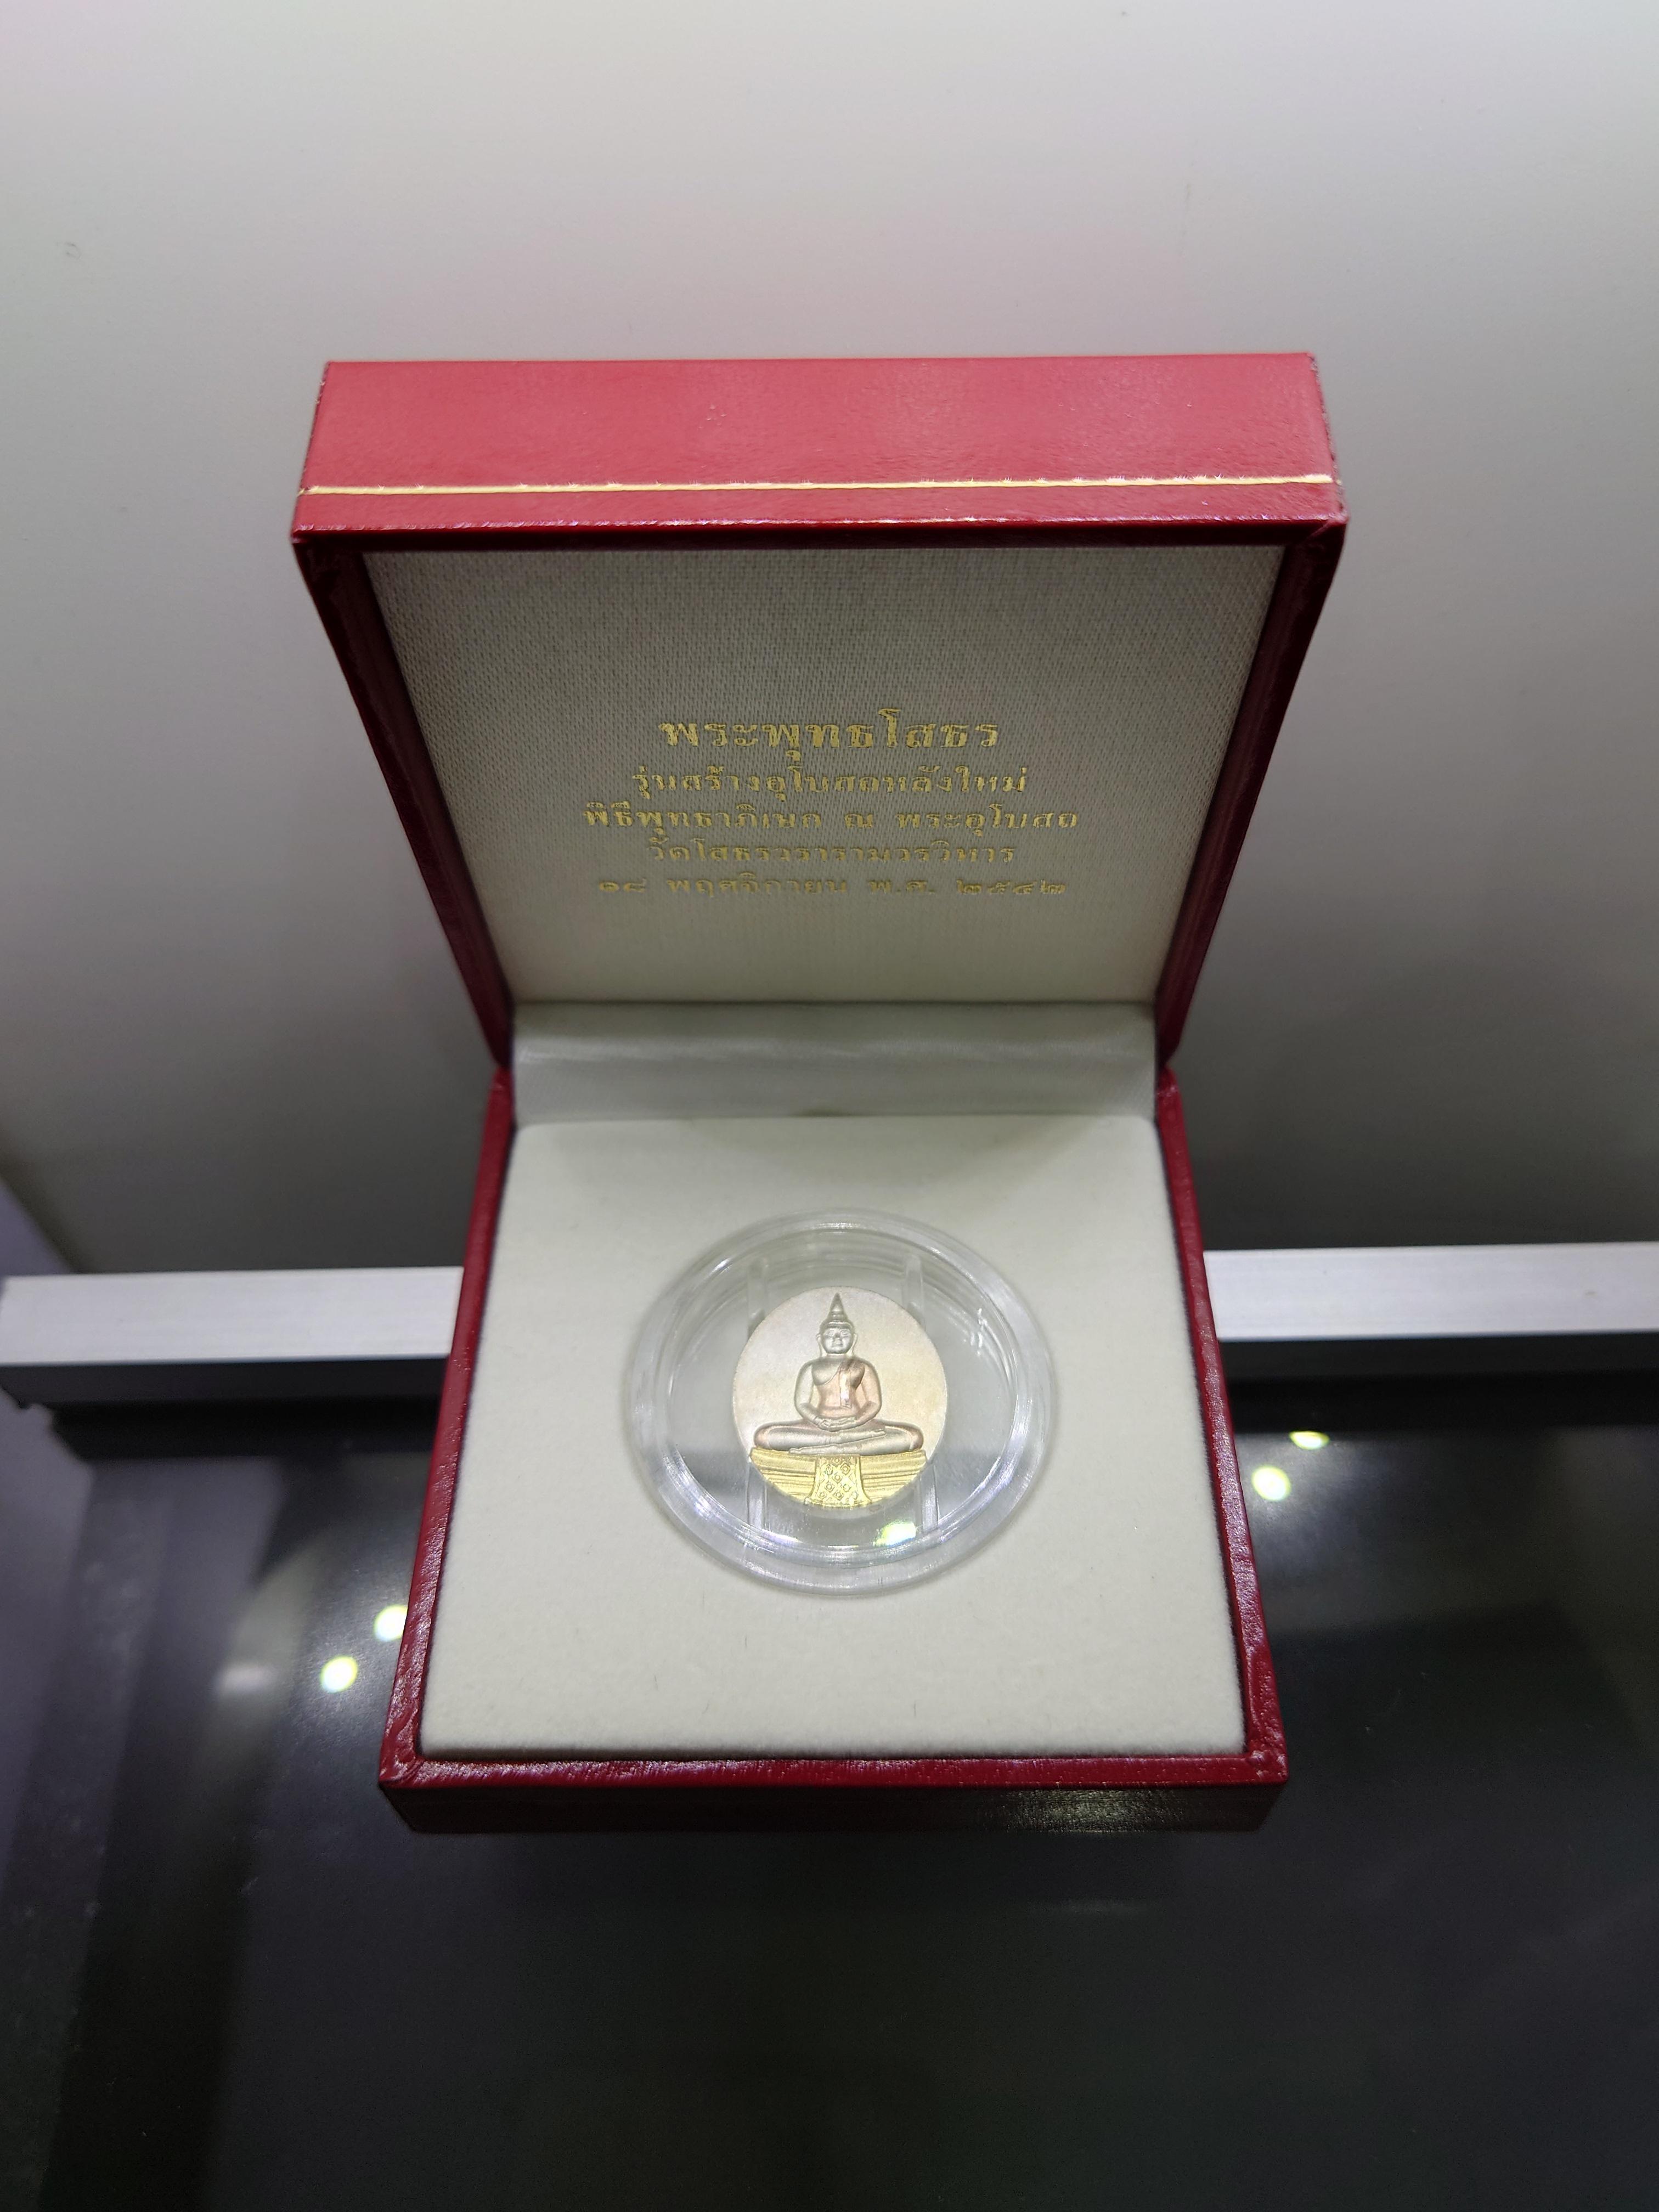 พระพุทธโสธร
รุ่นสร้างอุโบสถหลังใหม่
พิธีพุทธาภิเษก ณ พระอุโบสถ
วัดโสธรวรารามวรวิหาร
๑๘ พฤศจิกายน พ.ศ. ๒๕๔๒